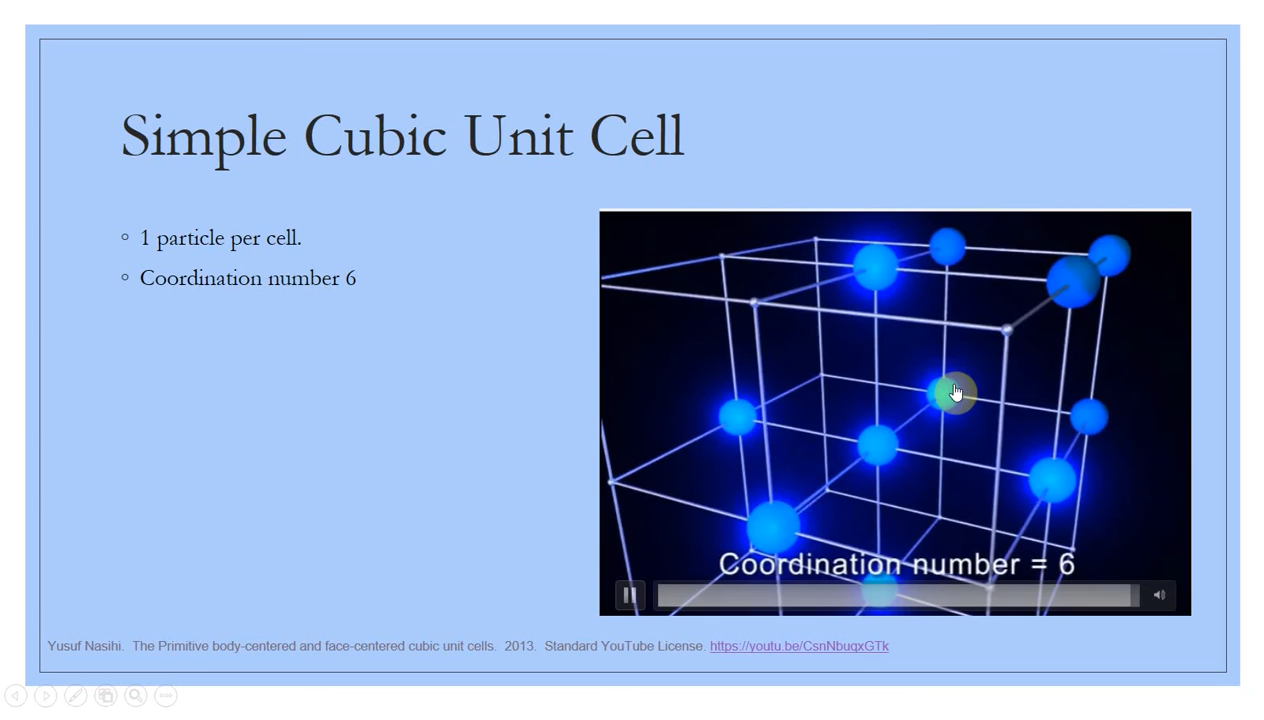 Simple Cubic Unit Cell
1 particle per cell.
Coordination number 6
Coordination number = 6
Yusuf Nasihi. The Primitive body-centered and face-centered cubic unit cells. 2013. Standard YouTube License. https://youtu.be/CsnNbuqxGTk